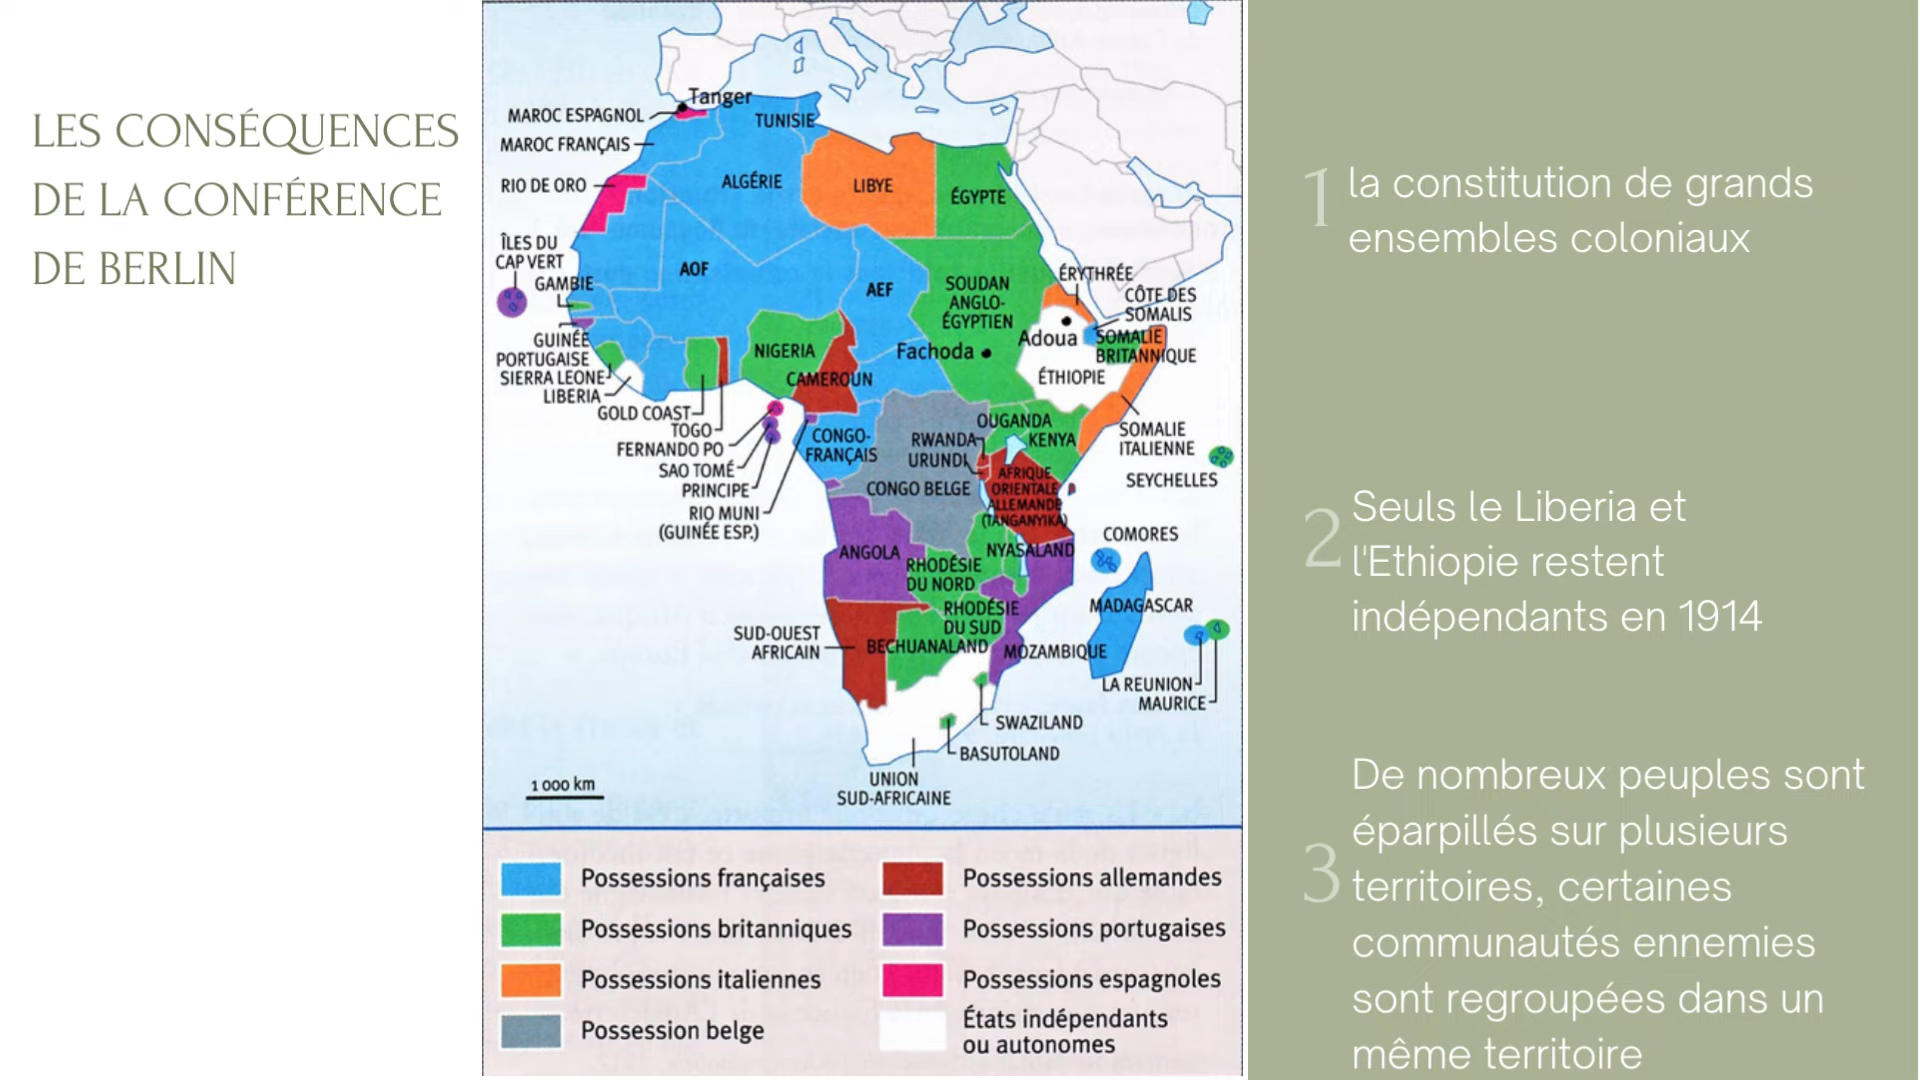 LES CONSÉQUENCES
DE LA CONFÉRENCE
DE BERLIN
Tanger
MAROC ESPAGNOL
TUNISIE
MAROC FRANÇAIS
RIO DE ORO
ALGÉRIE
LIBYE
ÉGYPTE
ÎLES DU
CAP VERT
GAMBIE
AOF
AEF
SOUDAN
ANGLO-
ÉGYPTIEN
ÉRYTHRÉE
CÔTE DES
SOMALIS
Adoua
SOMALIE
BRITANNIQUE
GUINÉE
PORTUGAISE
SIERRA LEONE
LIBERIA
NIGERIA
Fachoda
CAMEROUN
ÉTHIOPIE
GOLD COAST
TOGO
FERNANDO PO
SAO TOMÉ
PRINCIPE
RIO MUNI
(GUINÉE ESP.)
CONGO-
FRANÇAIS
OUGANDA
RWANDA
KENYA
URUNDI
SOMALIE
ITALIENNE
SEYCHELLES
CONGO BELGE
AFRIQUE
ORIENTALE
ALLEMANDE
(TANGANYIKA)
COMORES
ANGOLA
NYASALAND
RHODÉSIE
DU NORD
RHODÉSIE
DU SUD
MADAGASCAR
SUD-OUEST
AFRICAIN
BECHUANALAND
MOZAMBIQUE
LA REUNION
MAURICE
SWAZILAND
BASUTOLAND
UNION
SUD-AFRICAINE
1 000 km
Possessions françaises
Possessions britanniques
Possessions italiennes
Possession belge
Possessions allemandes
Possessions portugaises
Possessions espagnoles
États indépendants
ou autonomes
1
la constitution de grands
ensembles coloniaux
2
Seuls le Liberia et
l'Ethiopie restent
indépendants en 1914
3
De nombreux peuples sont
éparpillés sur plusieurs
territoires, certaines
communautés ennemies
sont regroupées dans un
même territoire